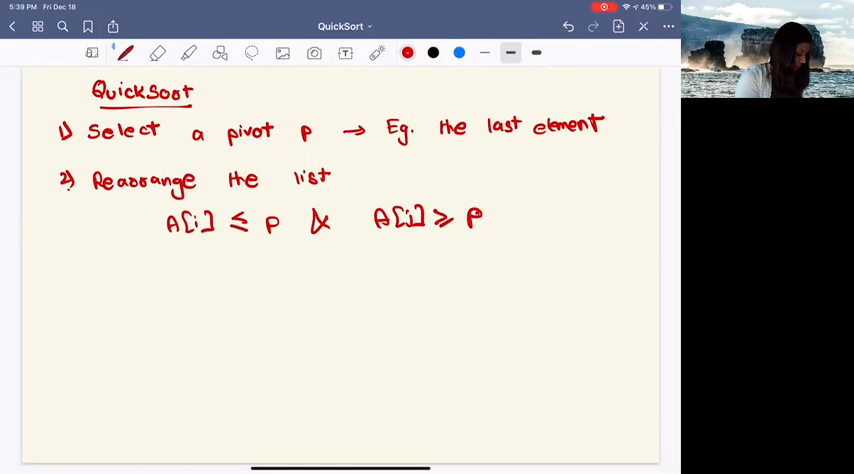 5:39 PM Fri Dec 18
45%
QuickSort
QuickSort
1) Select a pivot p → Eg. the last element
2) Rearrange the list
A[i] ≤ p & A[j] ≥ p